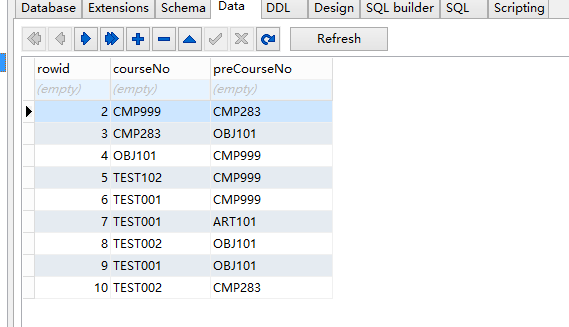 Database Extensions Schema Data DDL Design SQL builder SQL Scripting
Refresh
rowid courseNo preCourseNo
(empty) (empty) (empty)
2 CMP999 CMP283
3 CMP283 OBJ101
4 OBJ101 CMP999
5 TEST102 CMP999
6 TEST001 CMP999
7 TEST001 ART101
8 TEST002 OBJ101
9 TEST001 OBJ101
10 TEST002 CMP283